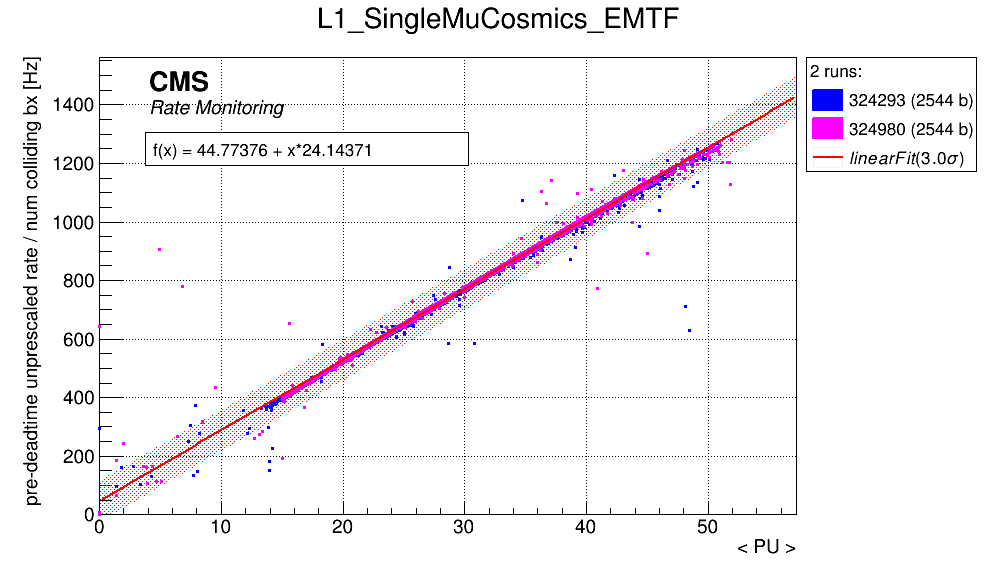 L1_SingleMuCosmics_EMTF
pre-deadtime unprescaled rate / num colliding bx [Hz]
CMS
Rate Monitoring
f(x) = 44.77376 + x*24.14371
2 runs:
324293 (2544 b)
324980 (2544 b)
linearFit(3.0σ)
1400
1200
1000
800
600
400
200
0
0 10 20 30 40 50
< PU >